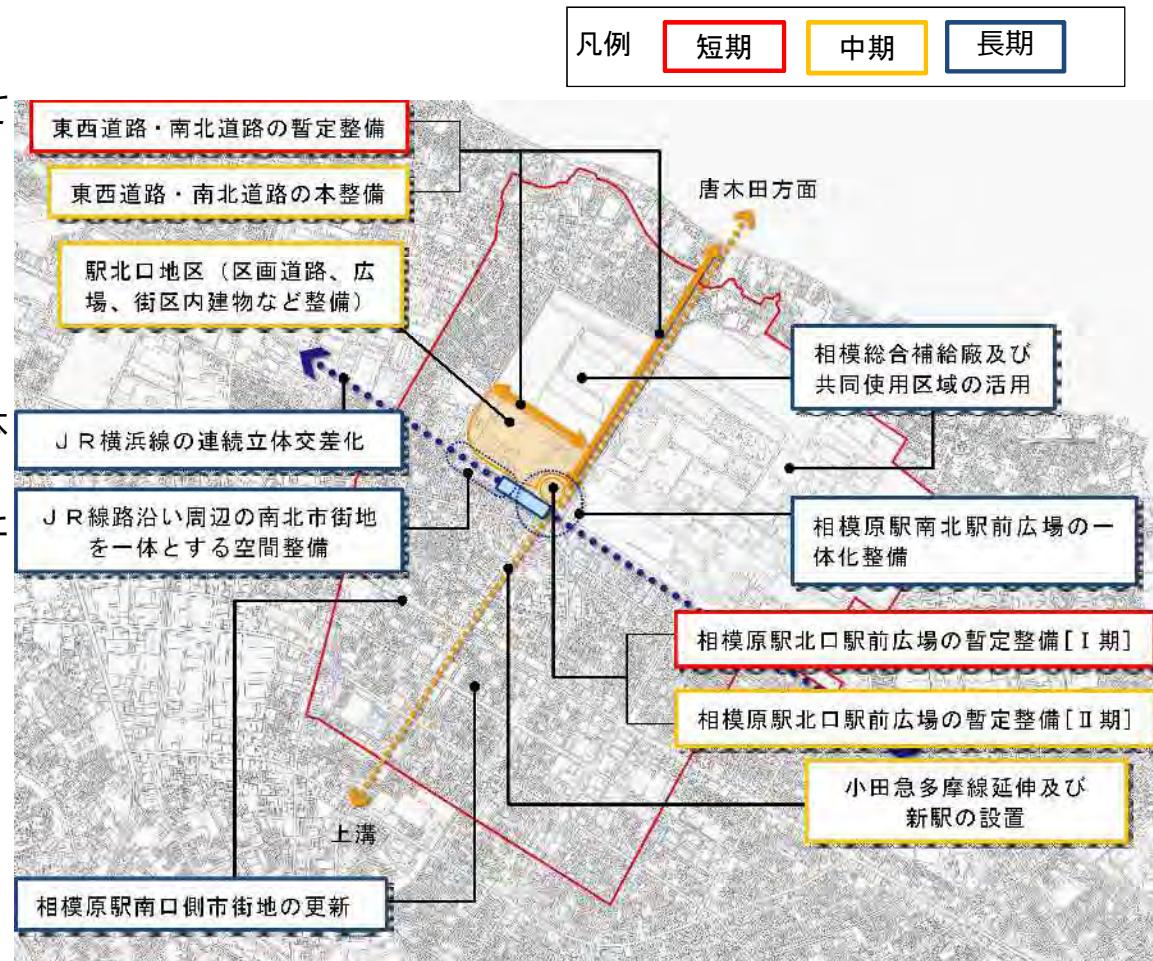 凡例 短期 中期 長期
東西道路・南北道路の暫定整備
東西道路・南北道路の本整備
唐木田方面
駅北口地区（区画道路、広
場、街区内建物など整備）
相模総合補給廠及び
共同使用区域の活用
ＪＲ横浜線の連続立体交差化
ＪＲ線路沿い周辺の南北市街地
を一体とする空間整備
相模原駅南北駅前広場の一
体化整備
相模原駅北口駅前広場の暫定整備[Ⅰ期]
相模原駅北口駅前広場の暫定整備[Ⅱ期]
小田急多摩線延伸及び
新駅の設置
上溝
相模原駅南口側市街地の更新